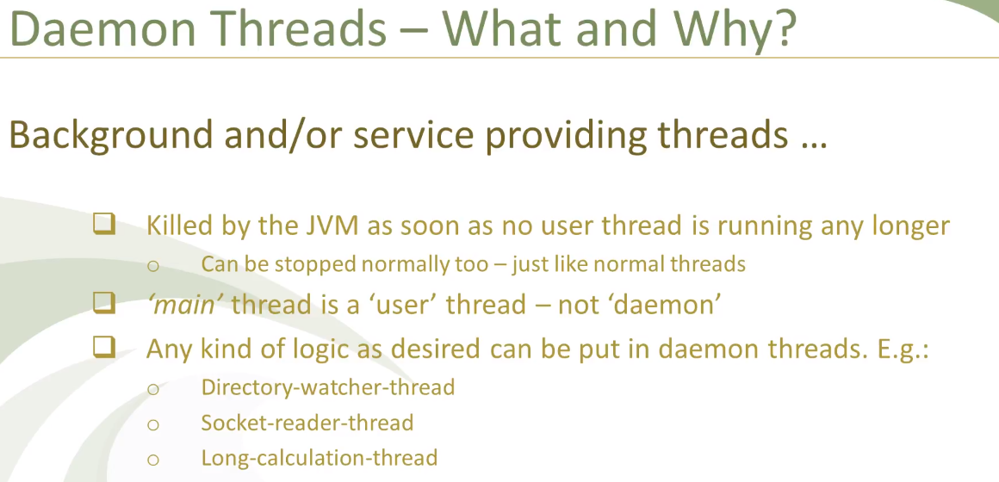 Daemon Threads – What and Why?
Background and/or service providing threads ...
Killed by the JVM as soon as no user thread is running any longer
Can be stopped normally too – just like normal threads
‘main’ thread is a ‘user’ thread – not ‘daemon’
Any kind of logic as desired can be put in daemon threads. E.g.:
Directory-watcher-thread
Socket-reader-thread
Long-calculation-thread